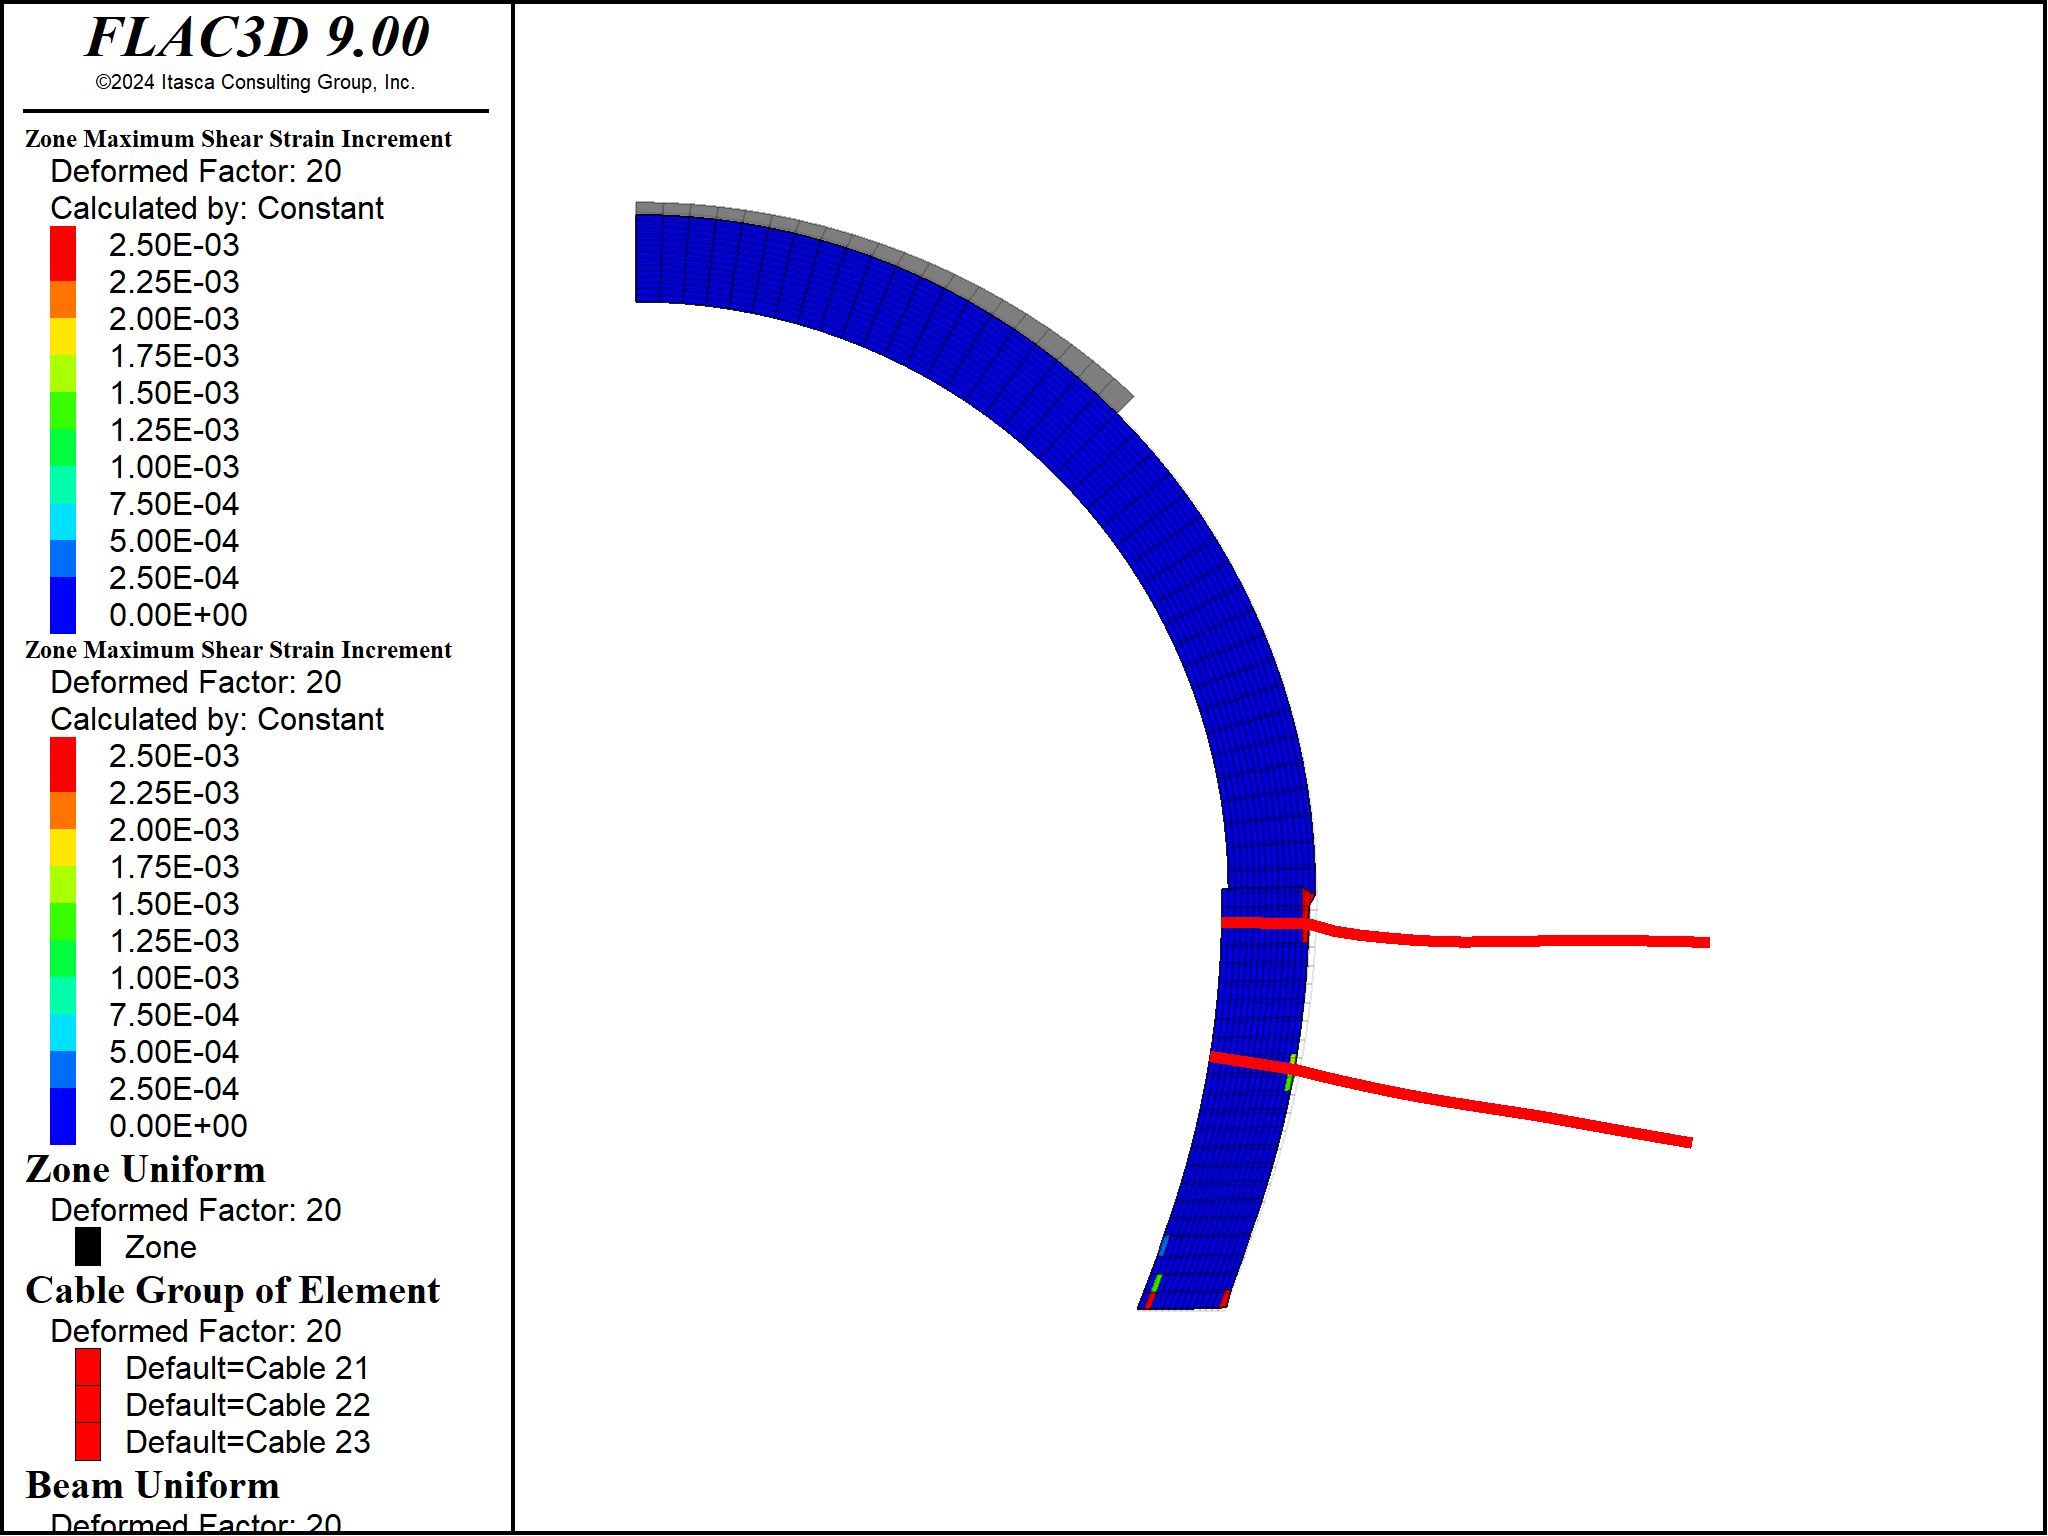 FLAC3D 9.00
©2024 Itasca Consulting Group, Inc.
Zone Maximum Shear Strain Increment
Deformed Factor: 20
Calculated by: Constant
2.50E-03
2.25E-03
2.00E-03
1.75E-03
1.50E-03
1.25E-03
1.00E-03
7.50E-04
5.00E-04
2.50E-04
0.00E+00
Zone Maximum Shear Strain Increment
Deformed Factor: 20
Calculated by: Constant
2.50E-03
2.25E-03
2.00E-03
1.75E-03
1.50E-03
1.25E-03
1.00E-03
7.50E-04
5.00E-04
2.50E-04
0.00E+00
Zone Uniform
Deformed Factor: 20
Zone
Cable Group of Element
Deformed Factor: 20
Default=Cable 21
Default=Cable 22
Default=Cable 23
Beam Uniform
Deformed Factor: 20